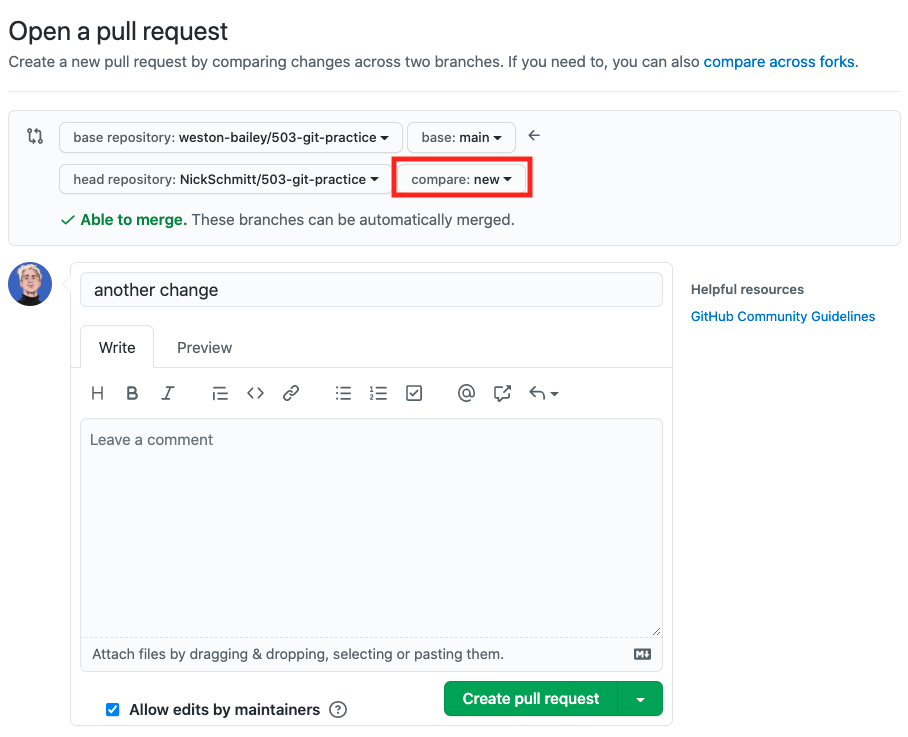 Open a pull request
Create a new pull request by comparing changes across two branches. If you need to, you can also compare across forks.
base repository: weston-bailey/503-git-practice base: main
head repository: NickSchmitt/503-git-practice compare: new
Able to merge. These branches can be automatically merged.
another change
Helpful resources
GitHub Community Guidelines
Write Preview
H B I
Leave a comment
Attach files by dragging & dropping, selecting or pasting them.
Allow edits by maintainers
Create pull request